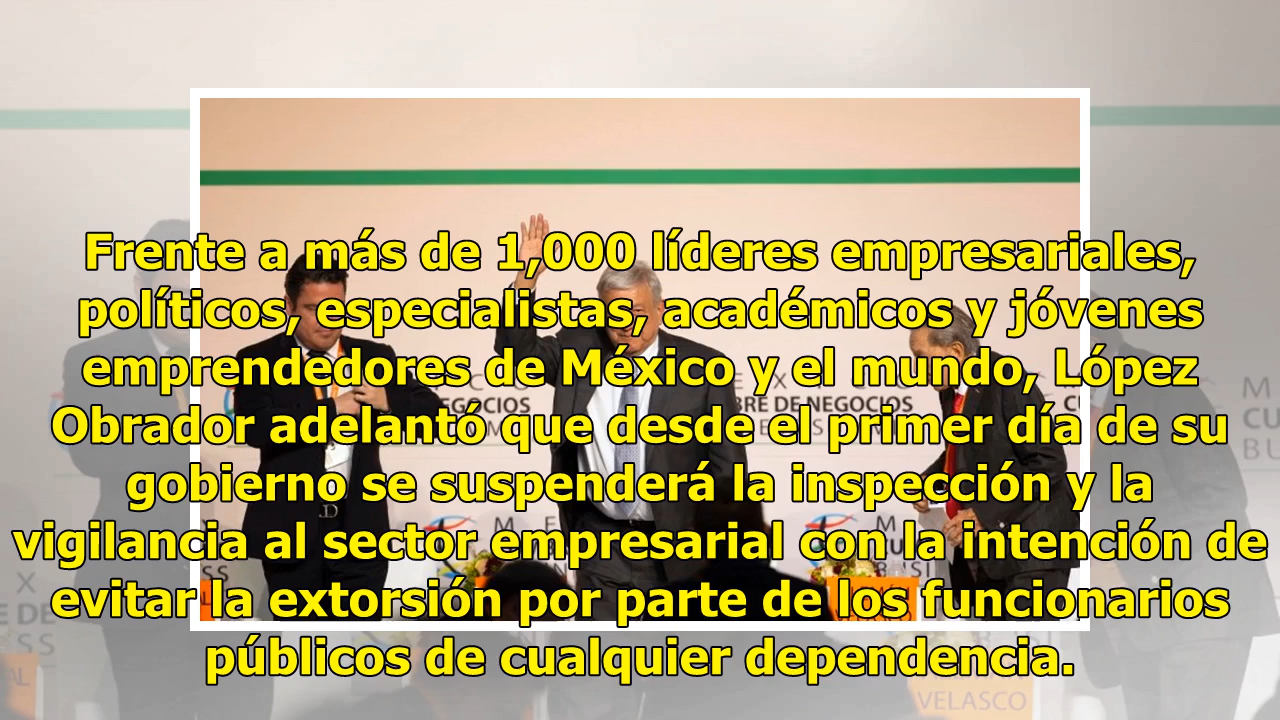 Frente a más de 1,000 líderes empresariales,
políticos, especialistas, académicos y jóvenes
emprendedores de México y el mundo, López
Obrador adelantó que desde el primer día de su
gobierno se suspenderá la inspección y la
vigilancia al sector empresarial con la intención de
evitar la extorsión por parte de los funcionarios
públicos de cualquier dependencia.
VELASCO